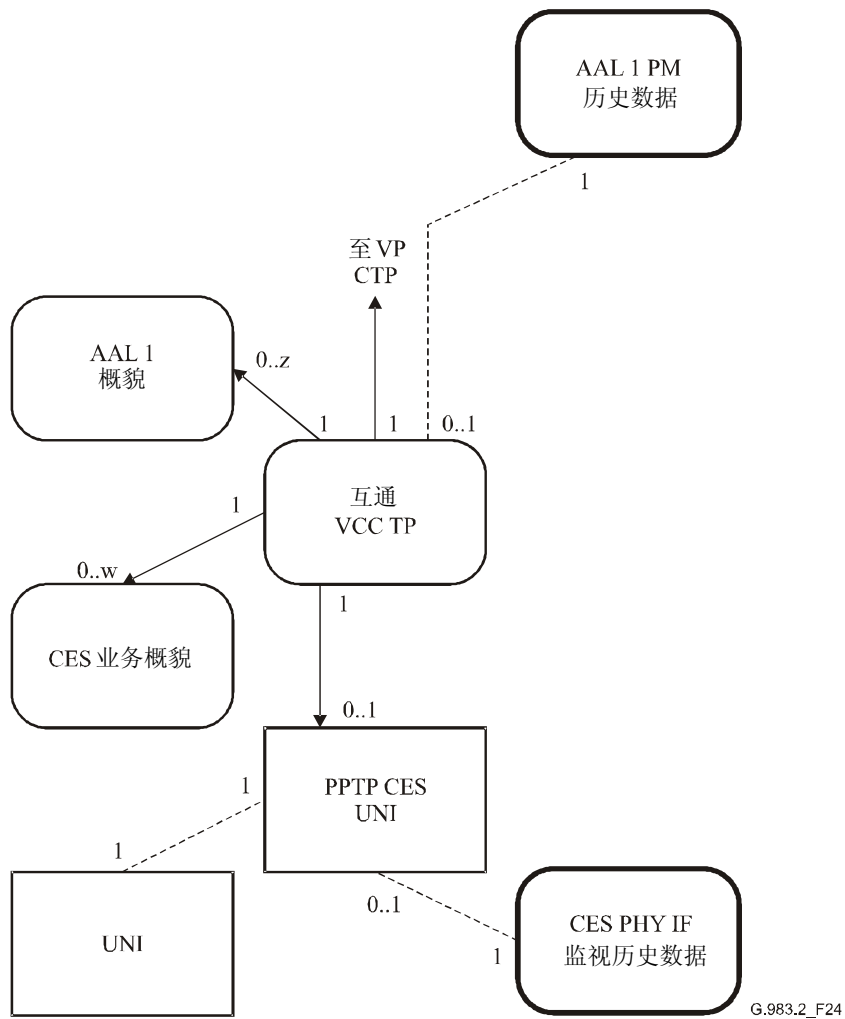 AAL 1 PM
历史数据
1
至 VP
CTP
AAL 1
概貌
0..z
1
1
0..1
互通
VCC TP
1
0..w
1
CES 业务概貌
0..1
PPTP CES
UNI
1
1
0..1
UNI
CES PHY IF
监视历史数据
1
G.983.2_F24